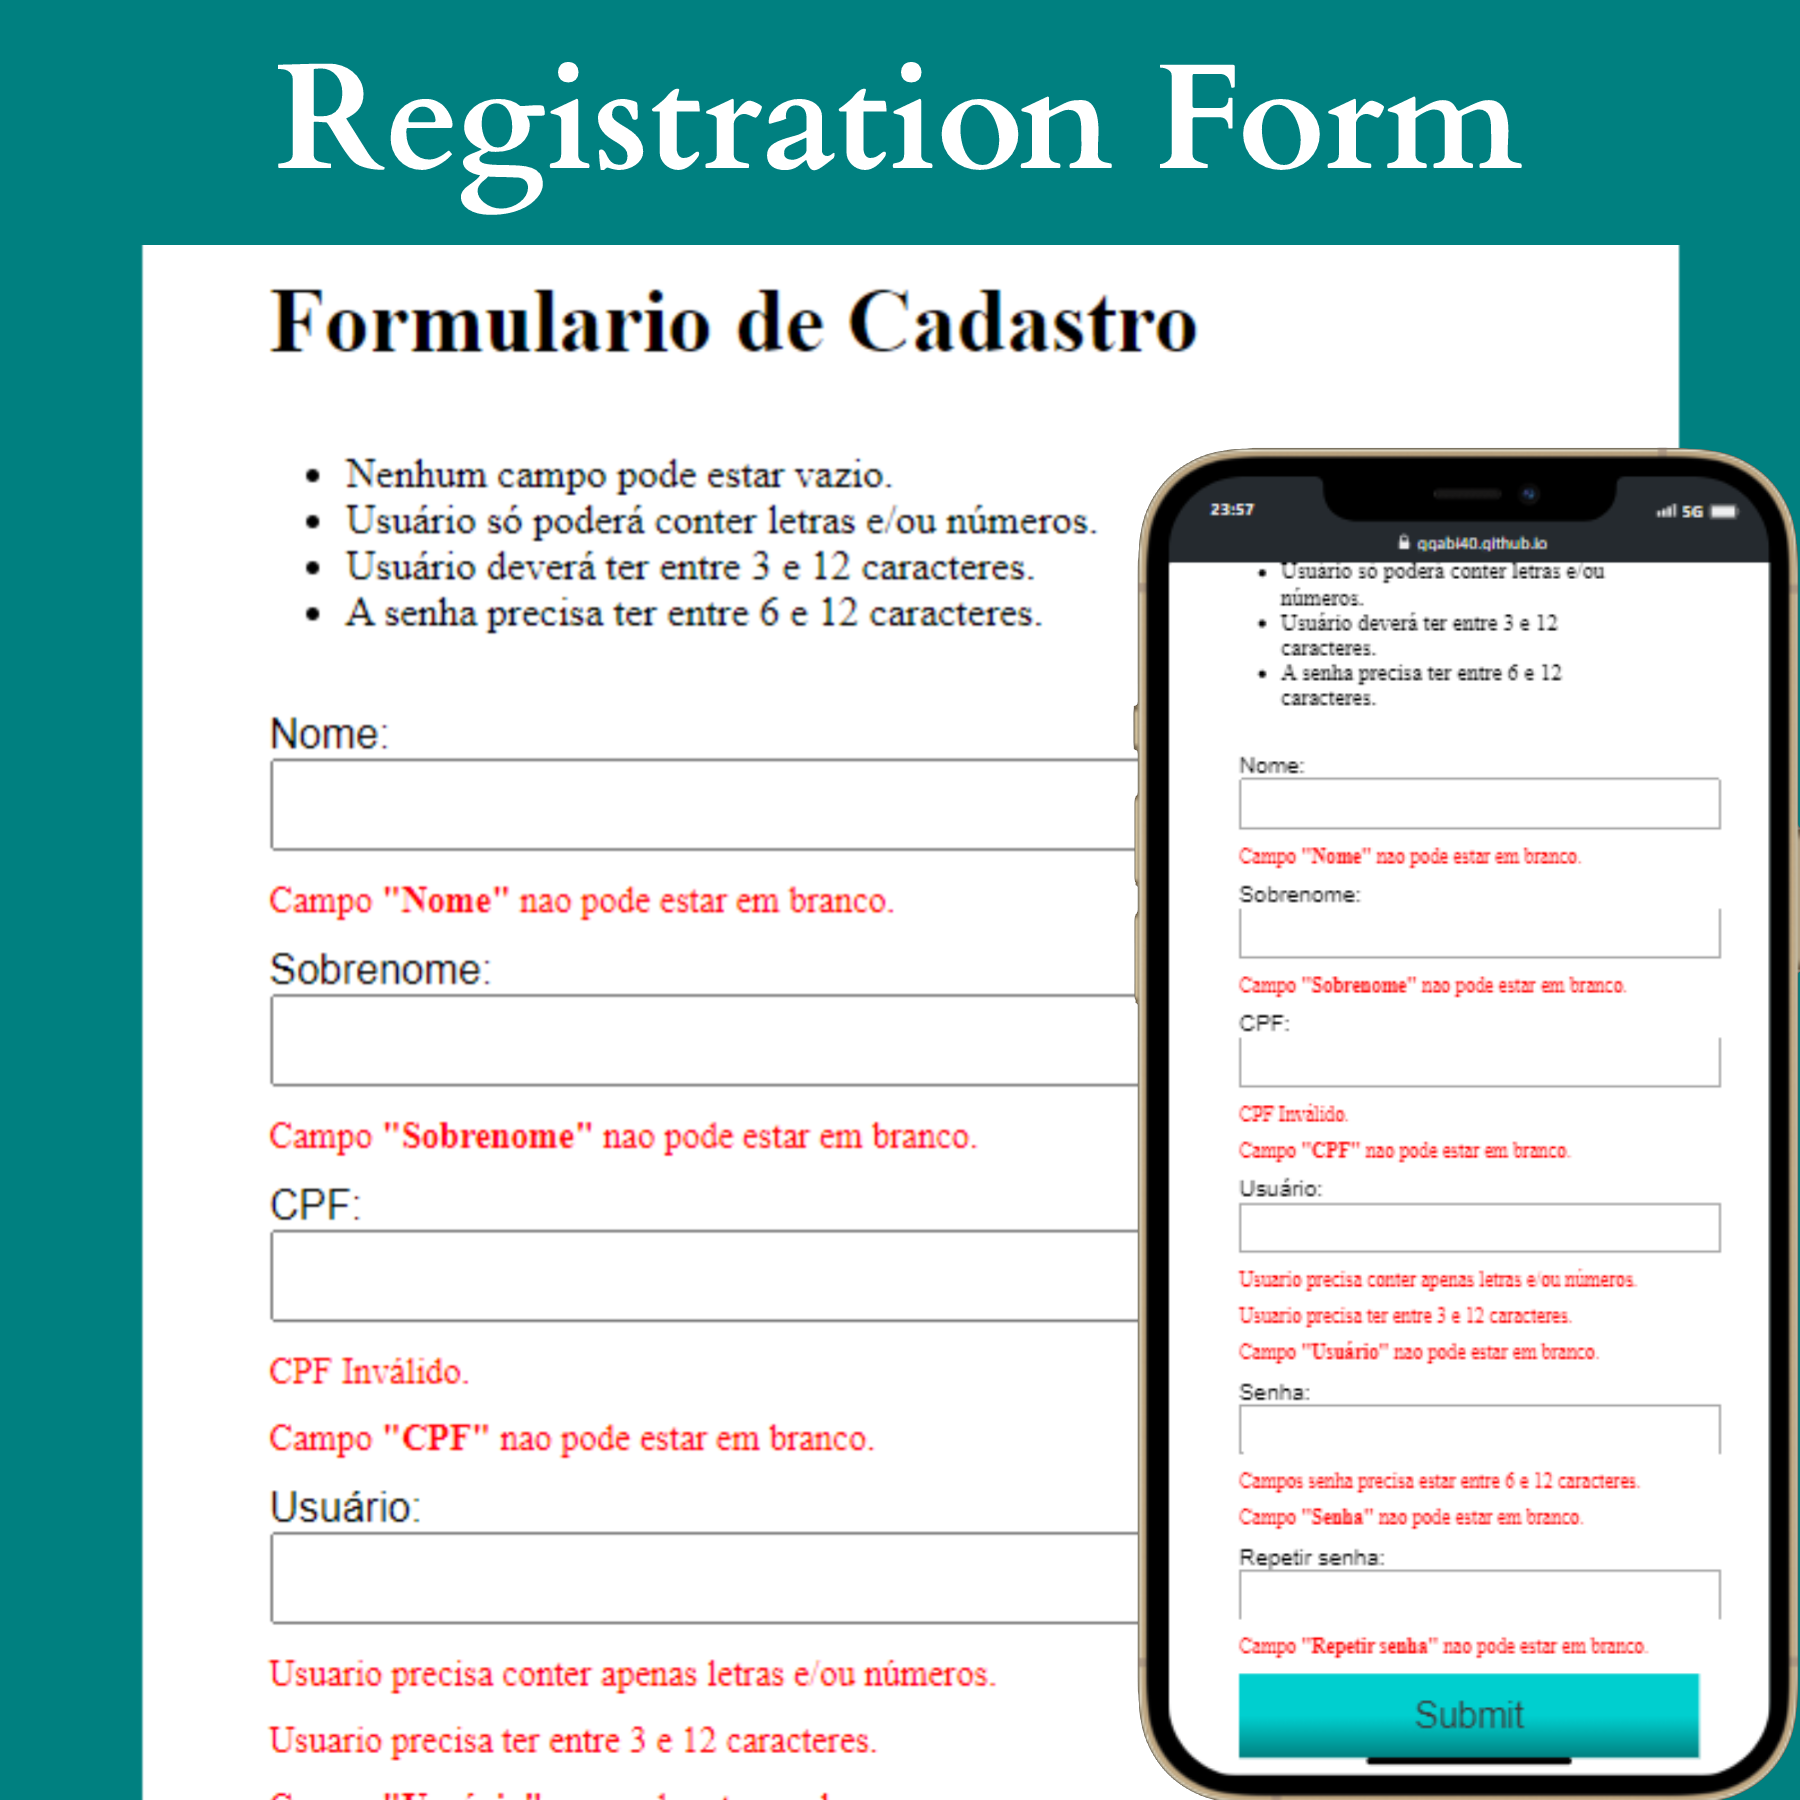 Registration Form
Formulario de Cadastro
Nenhum campo pode estar vazio.
Usuário só poderá conter letras e/ou números.
Usuário deverá ter entre 3 e 12 caracteres.
A senha precisa ter entre 6 e 12 caracteres.
Nome:
Campo "Nome" nao pode estar em branco.
Sobrenome:
Campo "Sobrenome" nao pode estar em branco.
CPF:
CPF Inválido.
Campo "CPF" nao pode estar em branco.
Usuário:
Usuario precisa conter apenas letras e/ou números.
Usuario precisa ter entre 3 e 12 caracteres.
23:57
5G
gqabi40.github.io
Usuário só poderá conter letras e/ou
números.
Usuário deverá ter entre 3 e 12
caracteres.
A senha precisa ter entre 6 e 12
caracteres.
Nome:
Campo "Nome" nao pode estar em branco.
Sobrenome:
Campo "Sobrenome" nao pode estar em branco.
CPF:
CPF Inválido.
Campo "CPF" nao pode estar em branco.
Usuário:
Usuario precisa conter apenas letras e/ou números.
Usuario precisa ter entre 3 e 12 caracteres.
Campo "Usuário" nao pode estar em branco.
Senha:
Campos senha precisa estar entre 6 e 12 caracteres.
Campo "Senha" nao pode estar em branco.
Repetir senha:
Campo "Repetir senha" nao pode estar em branco.
Submit